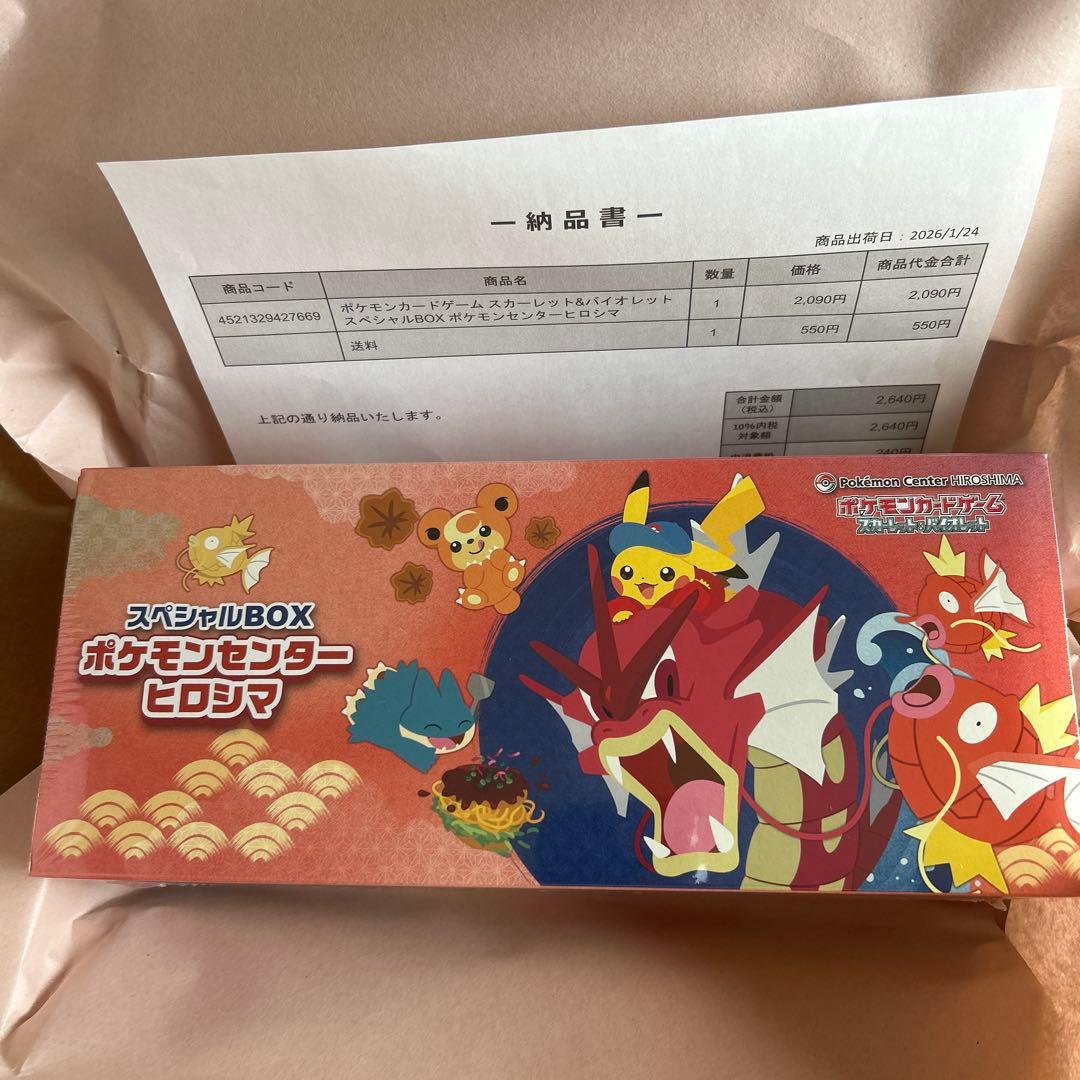 ー納品書ー
商品出荷日：2026/1/24
商品コード 商品名 数量 価格 商品代金合計
4521329427669 ポケモンカードゲーム スカーレット&バイオレット 1 2,090円 2,090円
スペシャルBOX ポケモンセンターヒロシマ
送料 1 550円 550円
上記の通り納品いたします。
合計金額 2,640円
(税込)
10%内税 2,640円
対象額
240円
Pokémon Center HIROSHIMA
ポケモンカードゲーム
スカーレット&バイオレット
スペシャルBOX
ポケモンセンター
ヒロシマ